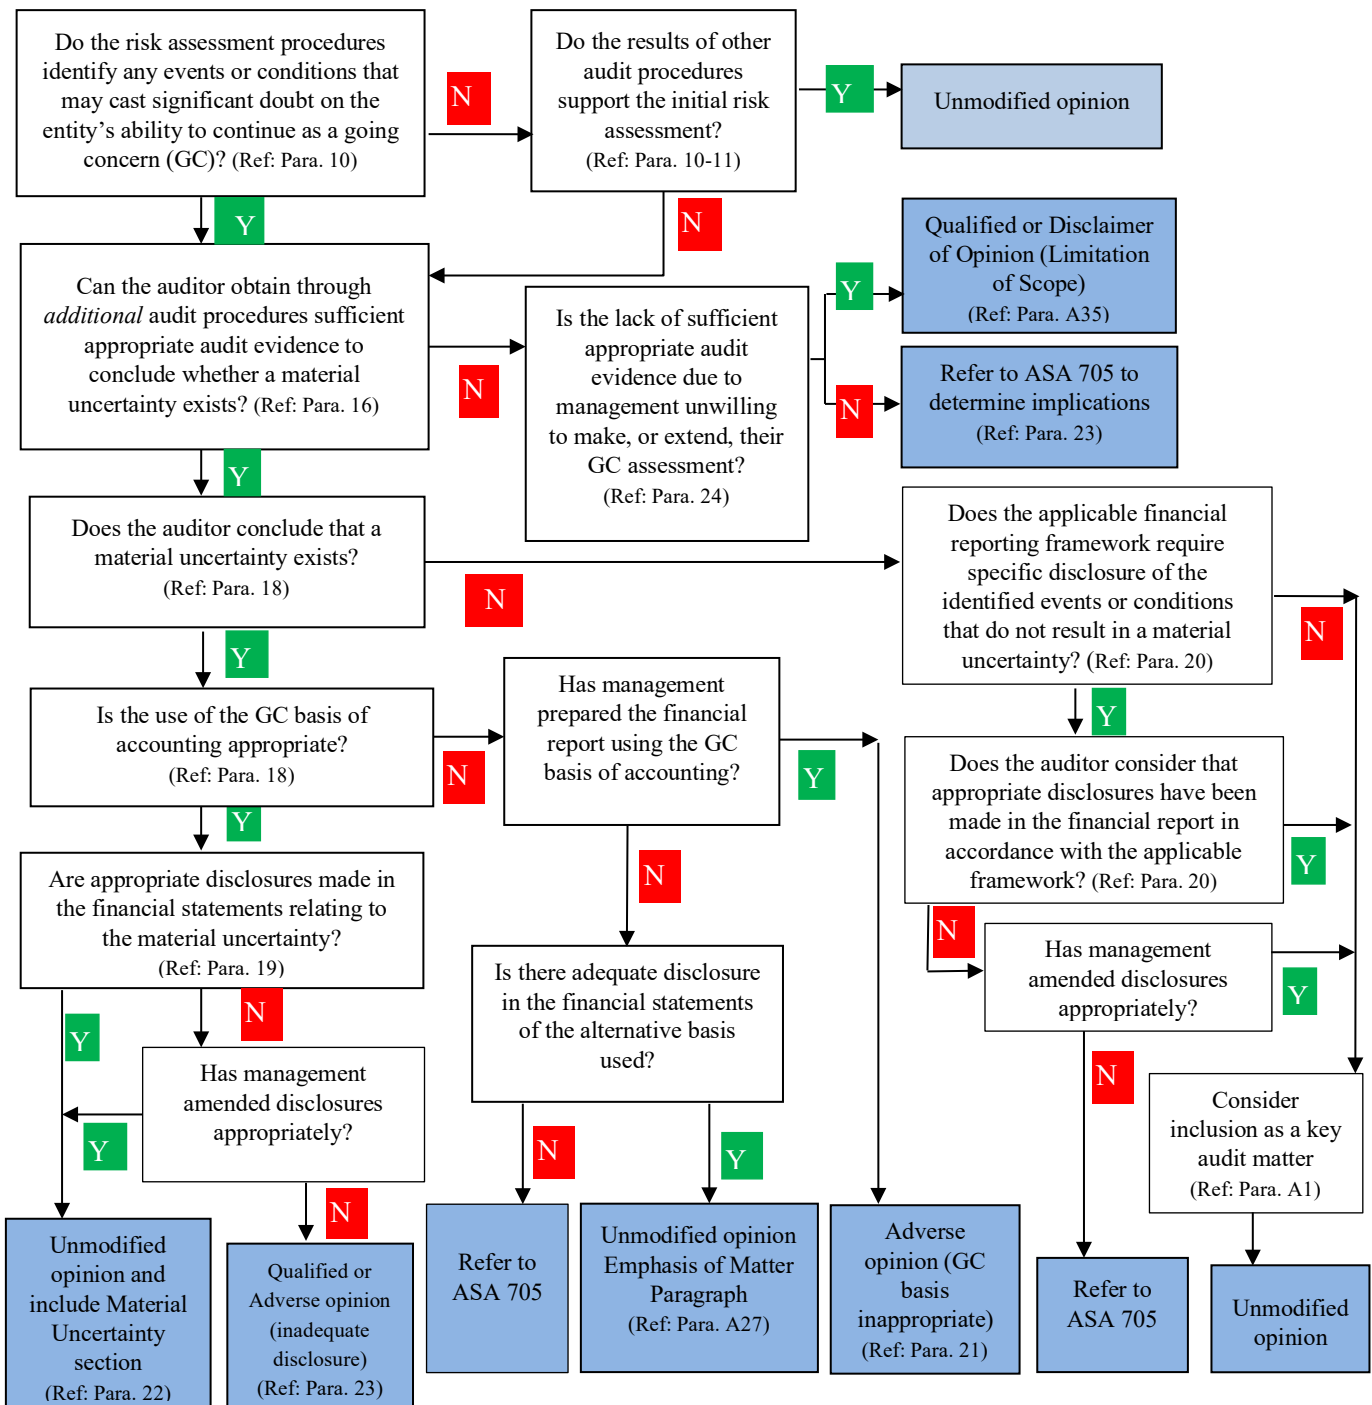 Do the risk assessment procedures
identify any events or conditions that
may cast significant doubt on the
entity’s ability to continue as a going
concern (GC)? (Ref: Para. 10)
N
Do the results of other
audit procedures
support the initial risk
assessment?
(Ref: Para. 10-11)
Y
Unmodified opinion
Y
N
Can the auditor obtain through
additional audit procedures sufficient
appropriate audit evidence to
conclude whether a material
uncertainty exists? (Ref: Para. 16)
N
Is the lack of sufficient
appropriate audit
evidence due to
management unwilling
to make, or extend, their
GC assessment?
(Ref: Para. 24)
Y
Qualified or Disclaimer
of Opinion (Limitation
of Scope)
(Ref: Para. A35)
N
Refer to ASA 705 to
determine implications
(Ref: Para. 23)
Y
Does the auditor conclude that a
material uncertainty exists?
(Ref: Para. 18)
N
Does the applicable financial
reporting framework require
specific disclosure of the
identified events or conditions
that do not result in a material
uncertainty? (Ref: Para. 20)
N
Y
Y
Is the use of the GC basis of
accounting appropriate?
(Ref: Para. 18)
N
Has management
prepared the financial
report using the GC
basis of accounting?
Y
Does the auditor consider that
appropriate disclosures have been
made in the financial report in
accordance with the applicable
framework? (Ref: Para. 20)
Y
Y
N
N
Are appropriate disclosures made in
the financial statements relating to
the material uncertainty?
(Ref: Para. 19)
Is there adequate disclosure
in the financial statements
of the alternative basis
used?
Has management
amended disclosures
appropriately?
Y
Y
N
Has management
amended disclosures
appropriately?
Y
N
N
Y
N
Consider
inclusion as a key
audit matter
(Ref: Para. A1)
Unmodified
opinion and
include Material
Uncertainty
section
(Ref: Para. 22)
Qualified or
Adverse opinion
(inadequate
disclosure)
(Ref: Para. 23)
Refer to
ASA 705
Unmodified opinion
Emphasis of Matter
Paragraph
(Ref: Para. A27)
Adverse
opinion (GC
basis
inappropriate)
(Ref: Para. 21)
Refer to
ASA 705
Unmodified
opinion